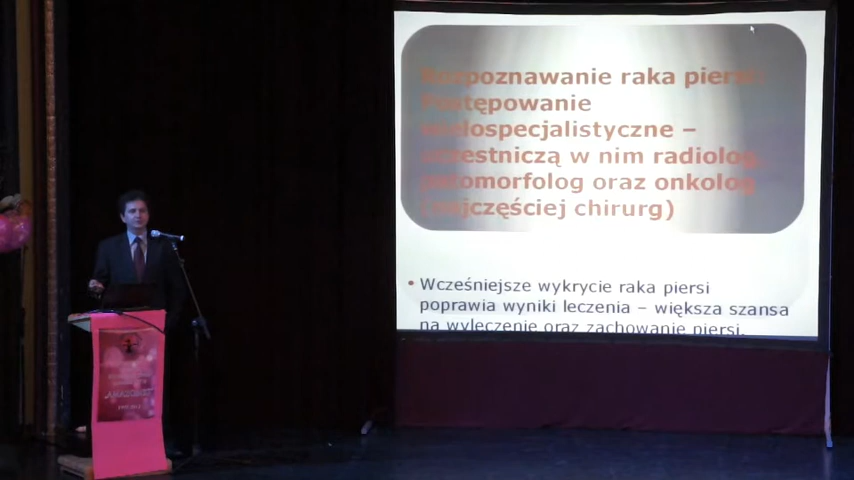 Rozpoznawanie raka piersi.
Postępowanie
wielospecjalistyczne –
uczestniczą w nim radiolog,
patomorfolog oraz onkolog
(najczęściej chirurg)
• Wcześniejsze wykrycie raka piersi
poprawia wyniki leczenia – większa szansa
na wyleczenie oraz zachowanie piersi.